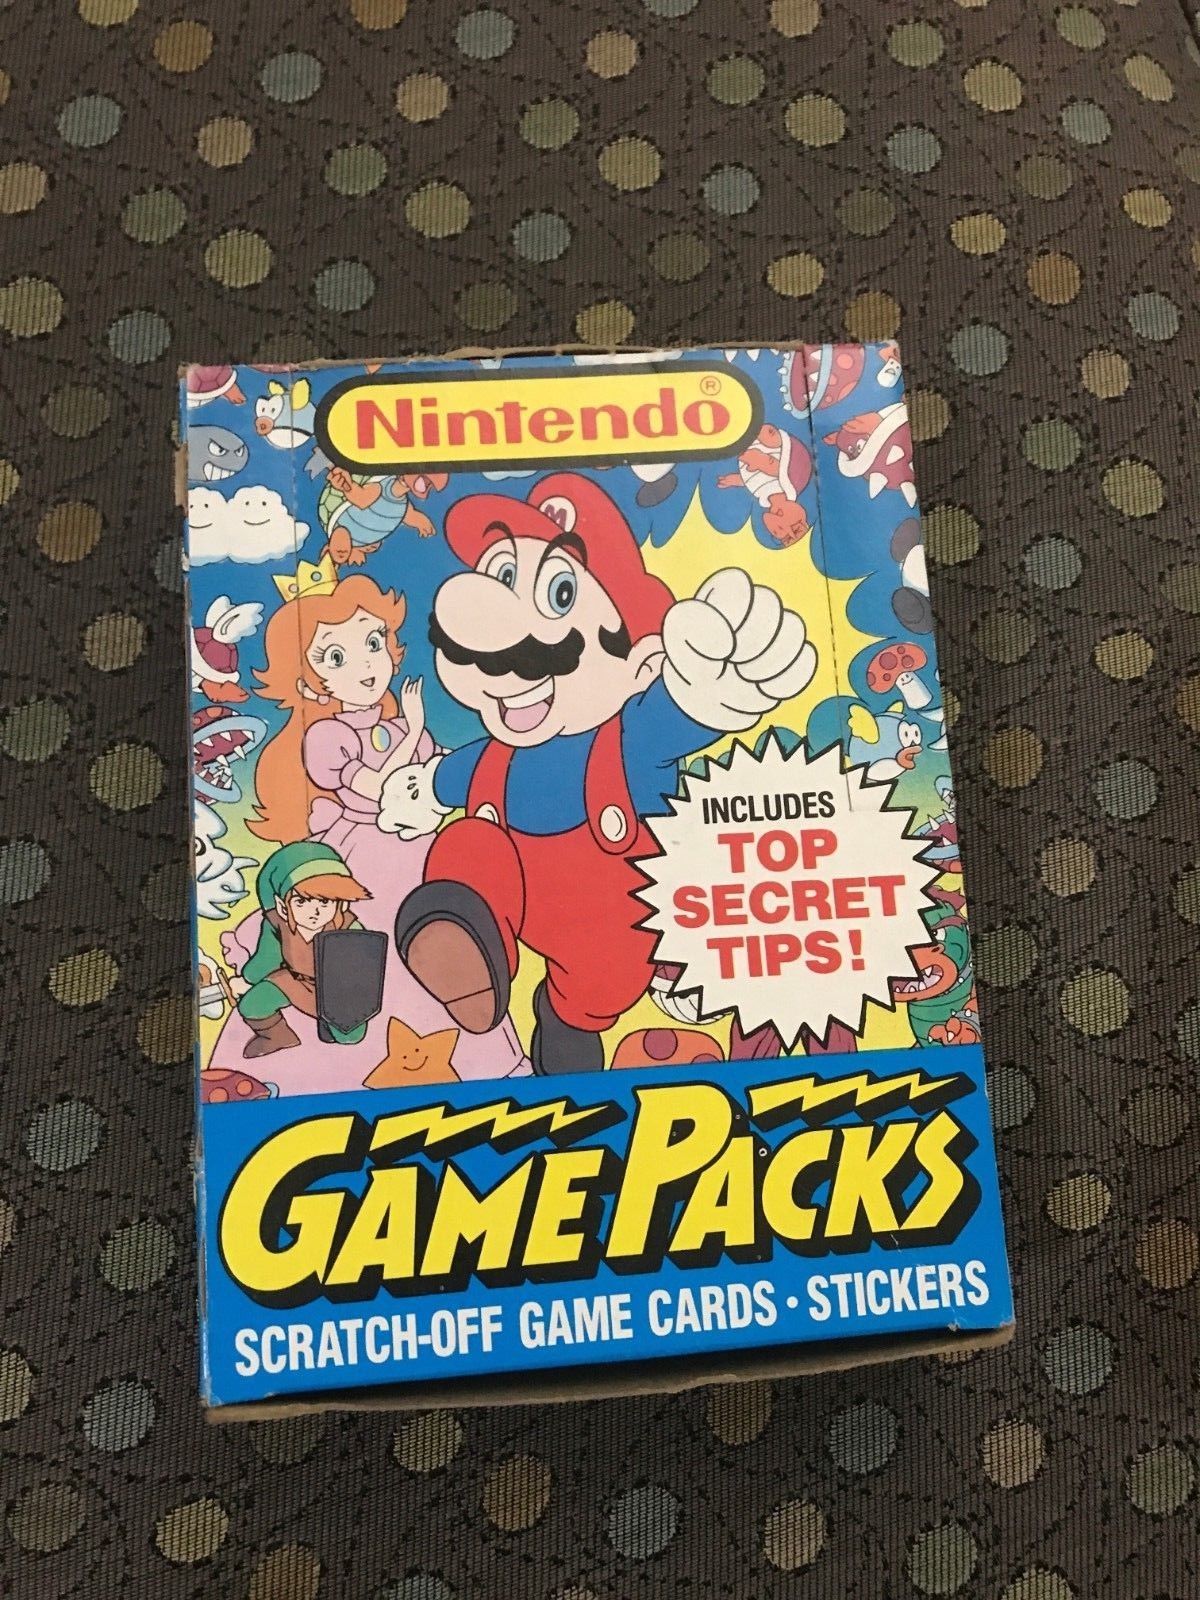 Nintendo®
M
INCLUDES
TOP
SECRET
TIPS!
GAME PACKS
SCRATCH-OFF GAME CARDS • STICKERS